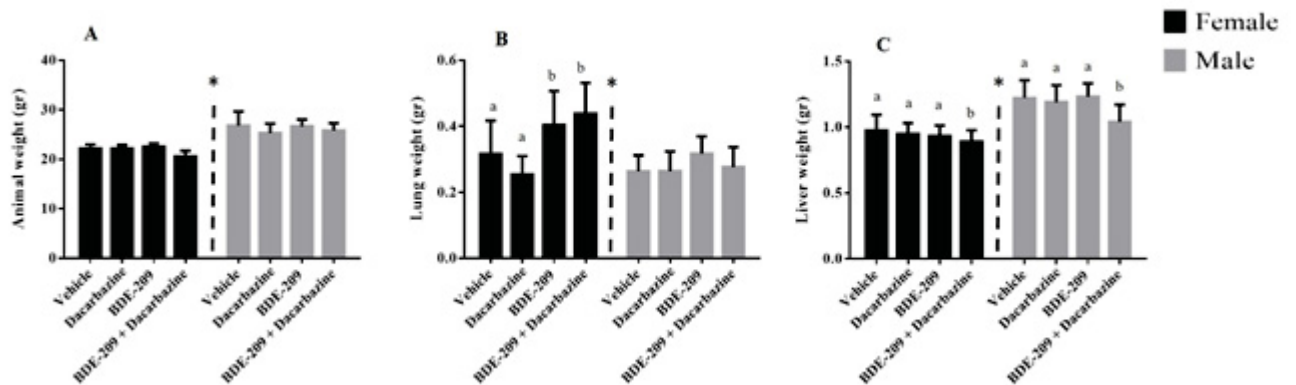 Female
Male
A
Animal weight (gr)
40
30
20
10
0
*
Vehicle
Dacarbazine
BDE-209
BDE-209 + Dacarbazine
Vehicle
Dacarbazine
BDE-209
BDE-209 + Dacarbazine
B
Lung weight (gr)
0.6
0.4
0.2
0.0
a
a
b
b
*
Vehicle
Dacarbazine
BDE-209
BDE-209 + Dacarbazine
Vehicle
Dacarbazine
BDE-209
BDE-209 + Dacarbazine
C
Liver weight (gr)
1.5
1.0
0.5
0.0
a
a
a
b
*
a
a
a
b
Vehicle
Dacarbazine
BDE-209
BDE-209 + Dacarbazine
Vehicle
Dacarbazine
BDE-209
BDE-209 + Dacarbazine